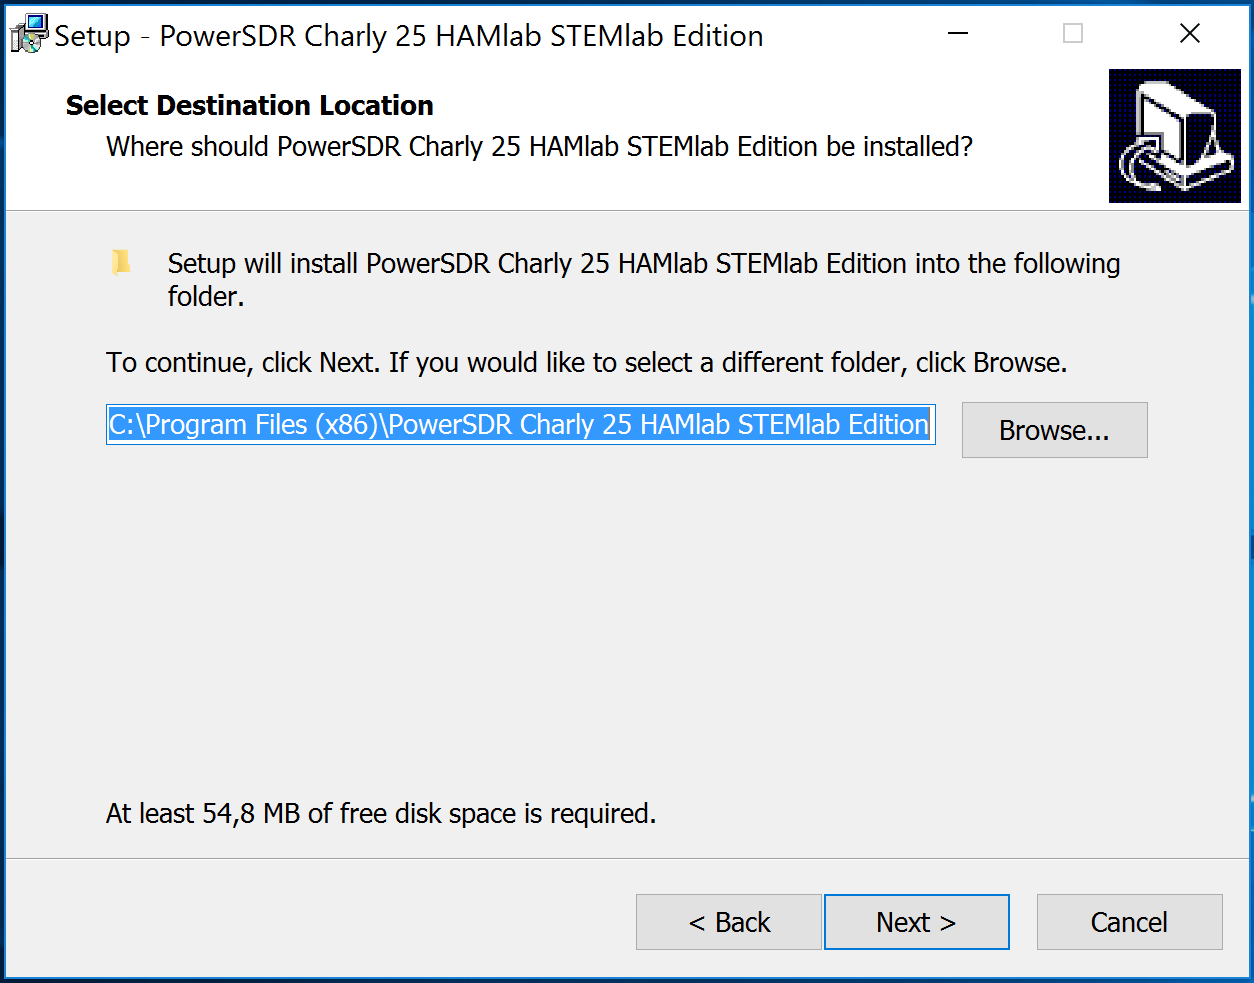 Setup - PowerSDR Charly 25 HAMlab STEMlab Edition
Select Destination Location
Where should PowerSDR Charly 25 HAMlab STEMlab Edition be installed?
Setup will install PowerSDR Charly 25 HAMlab STEMlab Edition into the following
folder.
To continue, click Next. If you would like to select a different folder, click Browse.
C:\Program Files (x86)\PowerSDR Charly 25 HAMlab STEMlab Edition
Browse...
At least 54,8 MB of free disk space is required.
< Back
Next >
Cancel